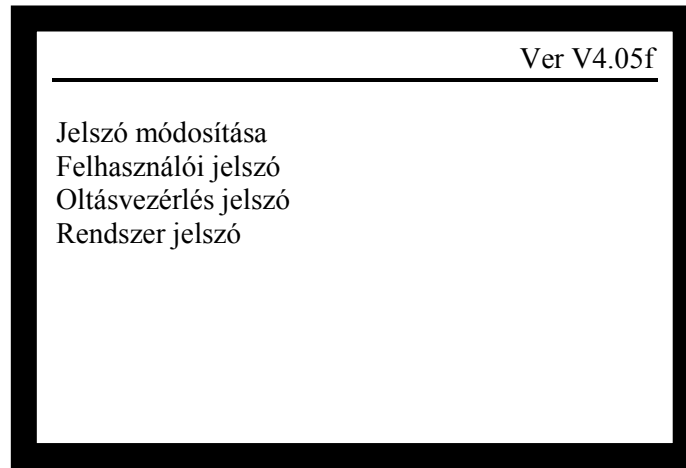 Ver V4.05f
Jelszó módosítása
Felhasználói jelszó
Oltásvezérlés jelszó
Rendszer jelszó